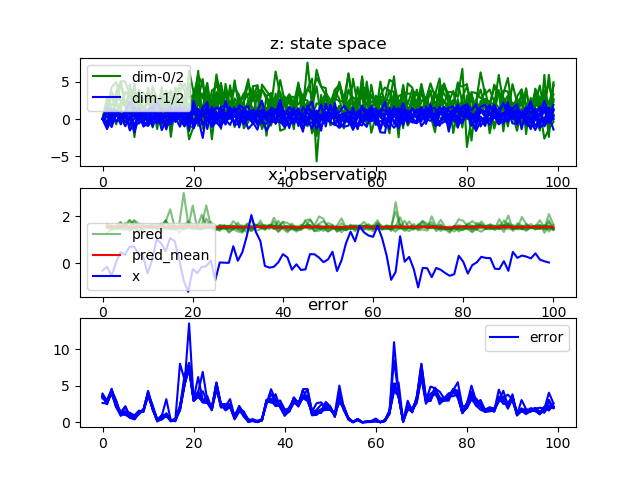 z: state space
5
0
−5
dim-0/2
dim-1/2
0 20 40 60 80 100
x: observation
2
0
pred
pred_mean
x
0 20 40 60 80 100
error
10
5
0
error
0 20 40 60 80 100